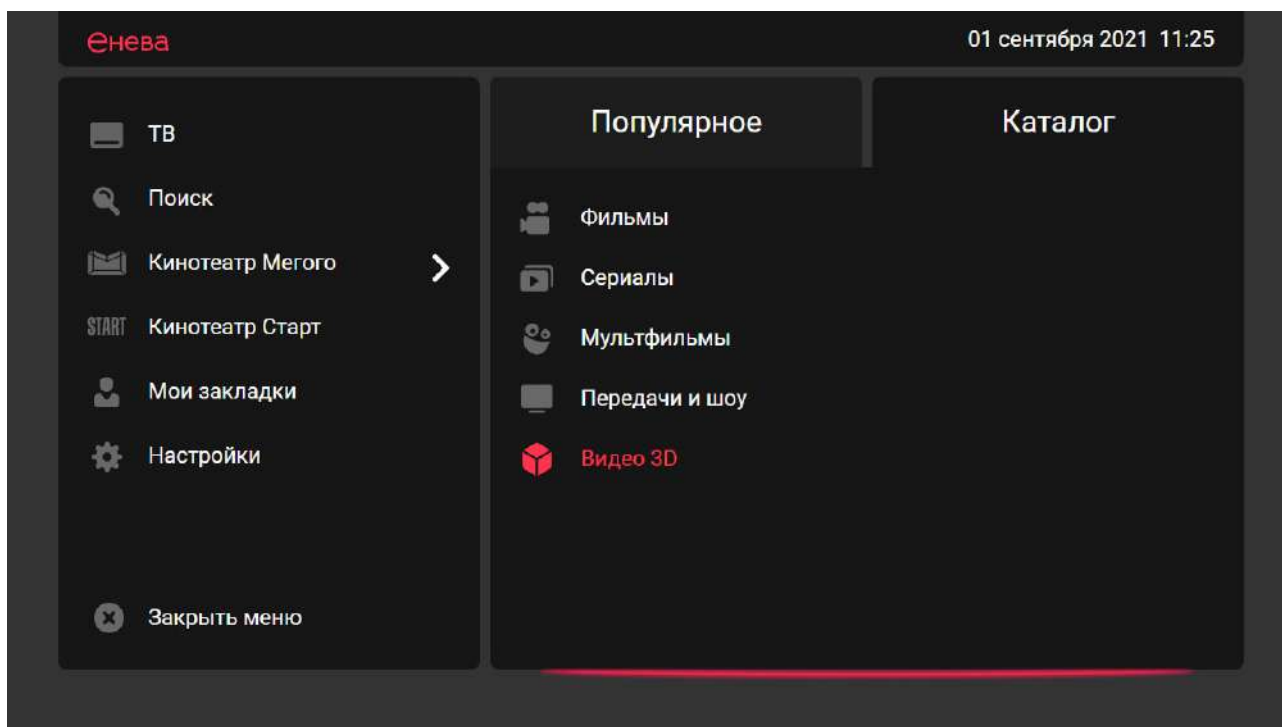 енева
01 сентября 2021 11:25
ТВ
Поиск
Кинотеатр Мегого
START Кинотеатр Старт
Мои закладки
Настройки
Закрыть меню
Популярное
Каталог
Фильмы
Сериалы
Мультфильмы
Передачи и шоу
Видео 3D